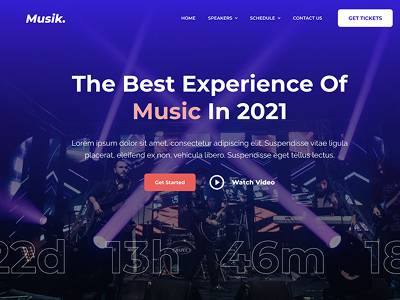 Musik.
HOME SPEAKERS SCHEDULE CONTACT US GET TICKETS
The Best Experience Of
Music In 2021
Lorem ipsum dolor sit amet, consectetur adipiscing elit. Suspendisse vitae ligula
placerat, eleifend ex non, vehicula libero. Suspendisse eget tellus lectus.
Get Started Watch Video
22d 13h 46m 18